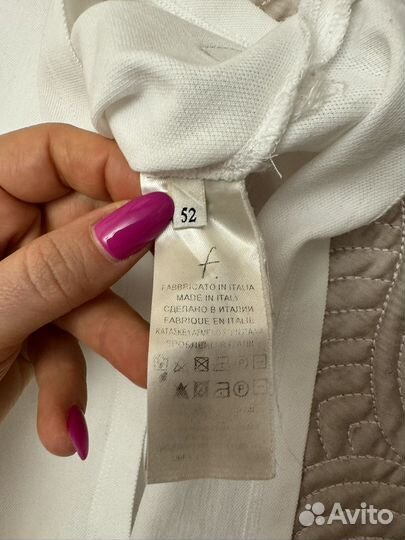 52
f.
FABBRICATO IN ITALIA
MADE IN ITALY
СДЕЛАНО В ИТАЛИИ
FABRIQUE EN ITALIE
Avito